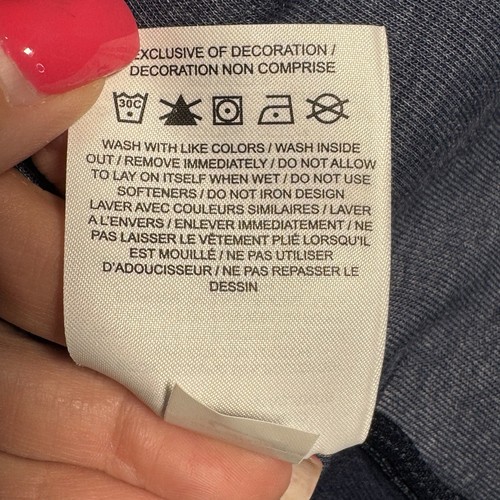 EXCLUSIVE OF DECORATION /
DECORATION NON COMPRISE
30C
WASH WITH LIKE COLORS / WASH INSIDE
OUT / REMOVE IMMEDIATELY / DO NOT ALLOW
TO LAY ON ITSELF WHEN WET / DO NOT USE
SOFTENERS / DO NOT IRON DESIGN
LAVER AVEC COULEURS SIMILAIRES / LAVER
A L'ENVERS / ENLEVER IMMEDIATEMENT / NE
PAS LAISSER LE VÊTEMENT PLIÉ LORSQU'IL
EST MOUILLÉ / NE PAS UTILISER
D'ADOUCISSEUR / NE PAS REPASSER LE
DESSIN